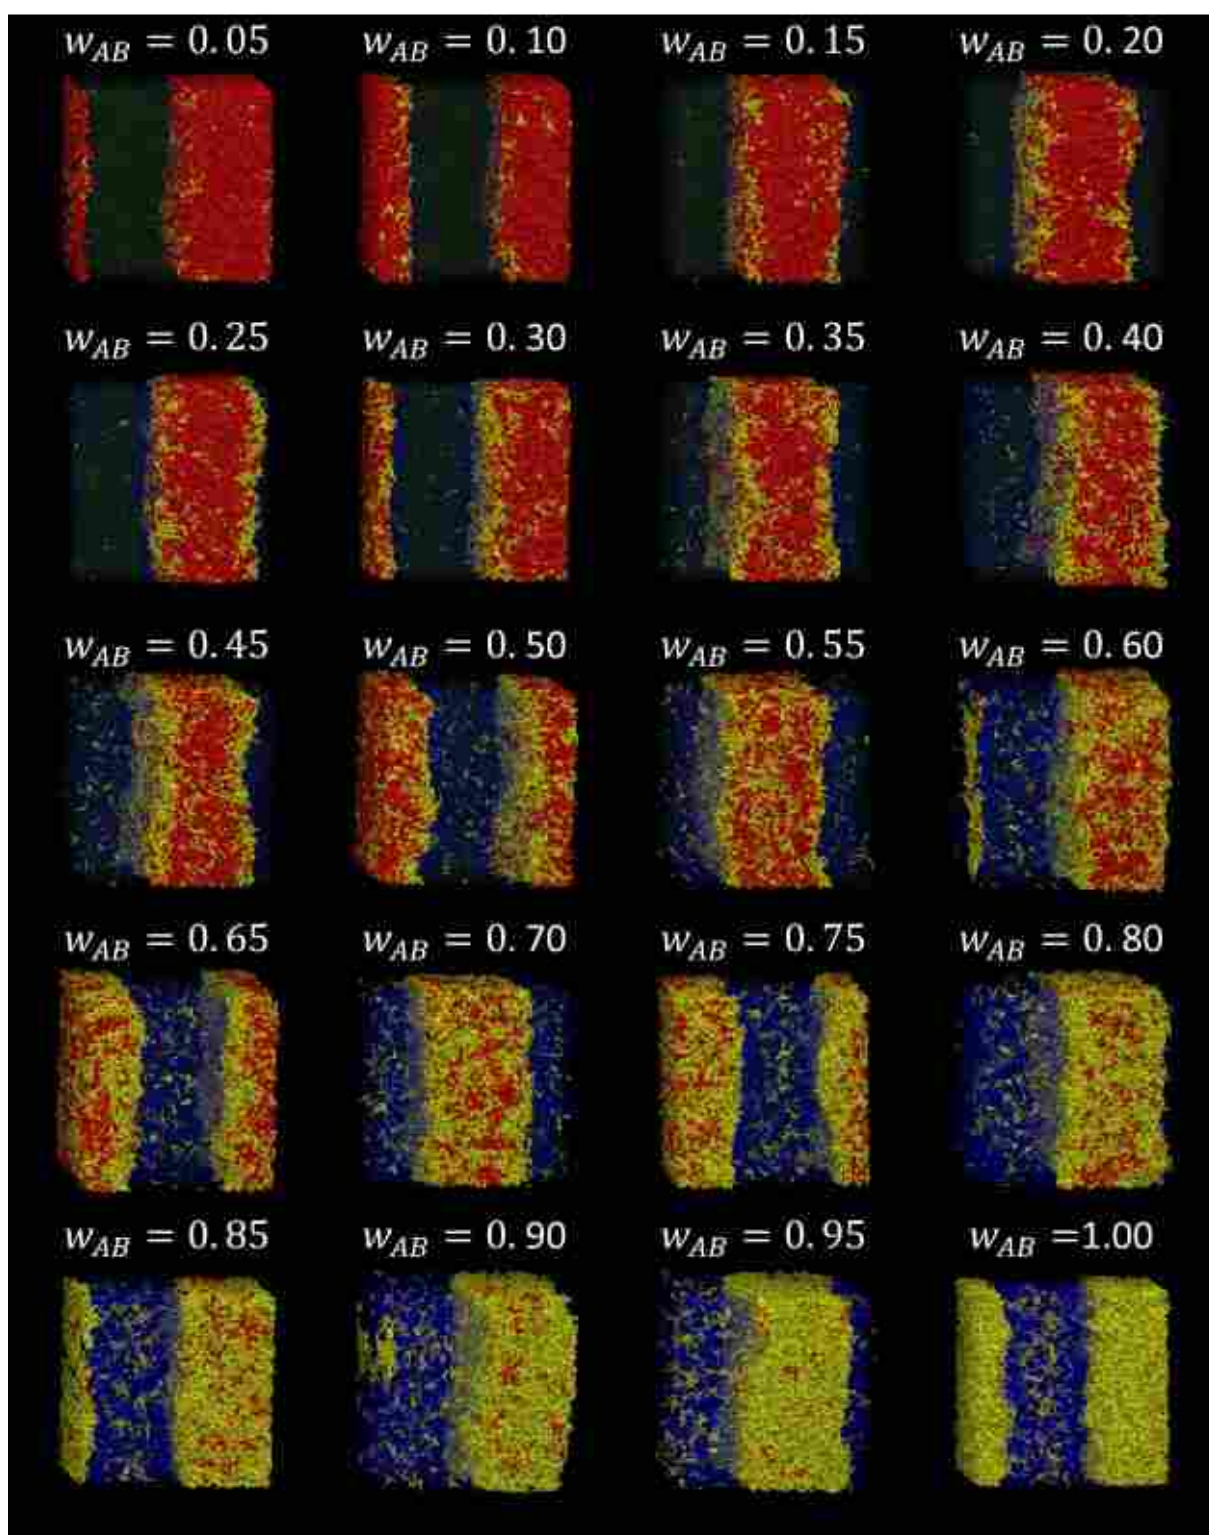 w_AB = 0.05 w_AB = 0.10 w_AB = 0.15 w_AB = 0.20
w_AB = 0.25 w_AB = 0.30 w_AB = 0.35 w_AB = 0.40
w_AB = 0.45 w_AB = 0.50 w_AB = 0.55 w_AB = 0.60
w_AB = 0.65 w_AB = 0.70 w_AB = 0.75 w_AB = 0.80
w_AB = 0.85 w_AB = 0.90 w_AB = 0.95 w_AB =1.00